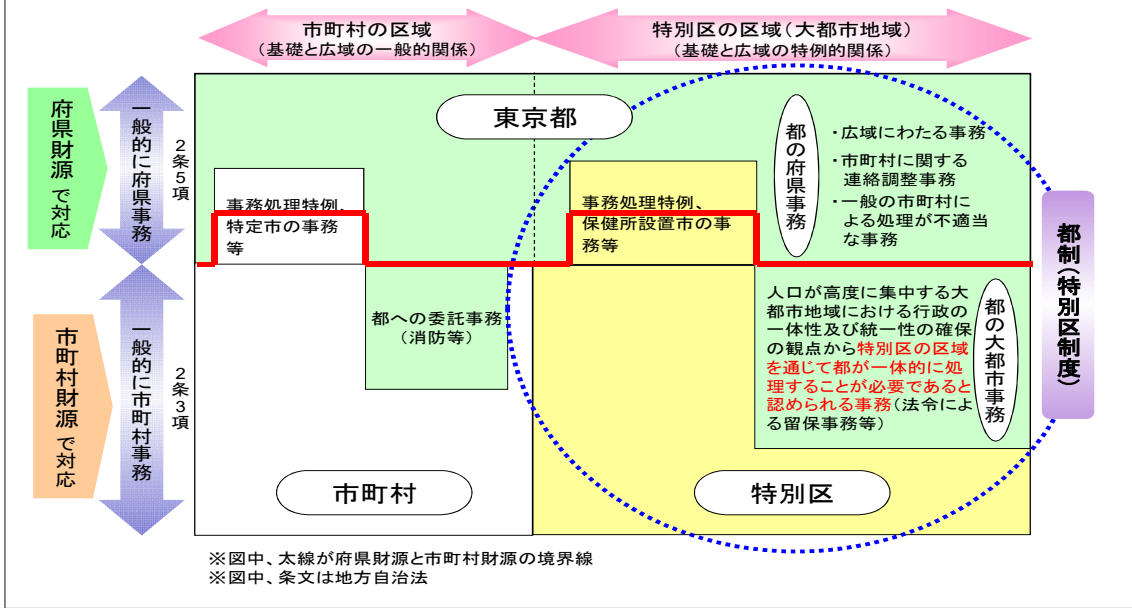 市町村の区域
(基礎と広域の一般的関係)
特別区の区域(大都市地域)
(基礎と広域の特例的関係)
府県財源で対応
一般的に府県事務
2条5項
東京都
事務処理特例、
特定市の事務
等
事務処理特例、
保健所設置市の事
務等
都の府県事務
・広域にわたる事務
・市町村に関する
連絡調整事務
・一般の市町村
による処理が不適当
な事務
都制(特別区制度)
市町村財源で対応
一般的に市町村事務
2条3項
都への委託事務
(消防等)
人口が高度に集中する大
都市地域における行政の
一体性及び統一性の確保
の観点から特別区の区域
を通じて都が一体的に処
理することが必要であると
認められる事務(法令によ
る留保事務等)
都の大都市事務
市町村
特別区
※図中、太線が府県財源と市町村財源の境界線
※図中、条文は地方自治法